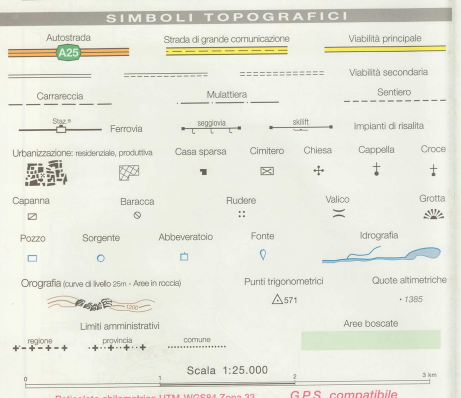 SIMBOLI TOPOGRAFICI
Autostrada Strada di grande comunicazione Viabilità principale
A25
Viabilità secondaria
Carrareccia Mulattiera Sentiero
Staz.ne Ferrovia seggiovia skilift Impianti di risalita
Urbanizzazione: residenziale, produttiva Casa sparsa Cimitero Chiesa Cappella Croce
Capanna Baracca Rudere Valico Grotta
Pozzo Sorgente Abbeveratoio Fonte Idrografia
Orografia (curve di livello 25m - Aree in roccia) Punti trigonometrici Quote altimetriche
1200 571 1385
Limiti amministrativi Aree boscate
regione provincia comune
Scala 1:25.000
0 1 2 3 km
Reticolato chilometrico UTM-WGS84 Zona 33 G.P.S. compatibile